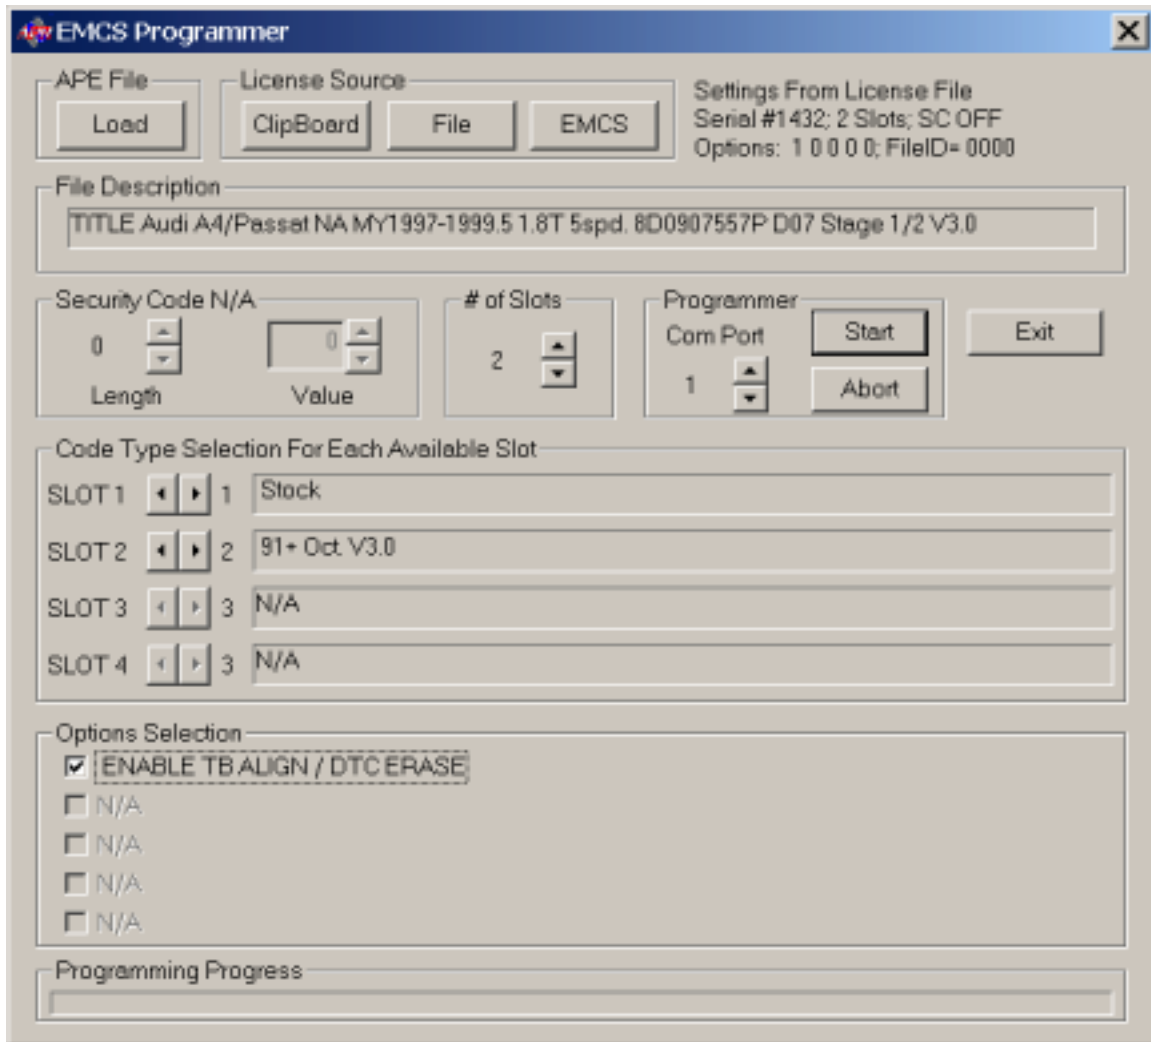 EMCS Programmer
APE File
Load
License Source
ClipBoard
File
EMCS
Settings From License File
Serial #1432; 2 Slots; SC OFF
Options: 1 0 0 0 0; FileID= 0000
File Description
TITLE Audi A4/Passat NA MY1997-1999.5 1.8T 5spd. 8D0907557P D07 Stage 1/2 V3.0
Security Code N/A
0
0
Length
Value
# of Slots
2
Programmer
Com Port
1
Start
Abort
Exit
Code Type Selection For Each Available Slot
SLOT 1 1 Stock
SLOT 2 2 91+ Oct. V3.0
SLOT 3 3 N/A
SLOT 4 3 N/A
Options Selection
ENABLE TB ALIGN / DTC ERASE
N/A
N/A
N/A
N/A
Programming Progress